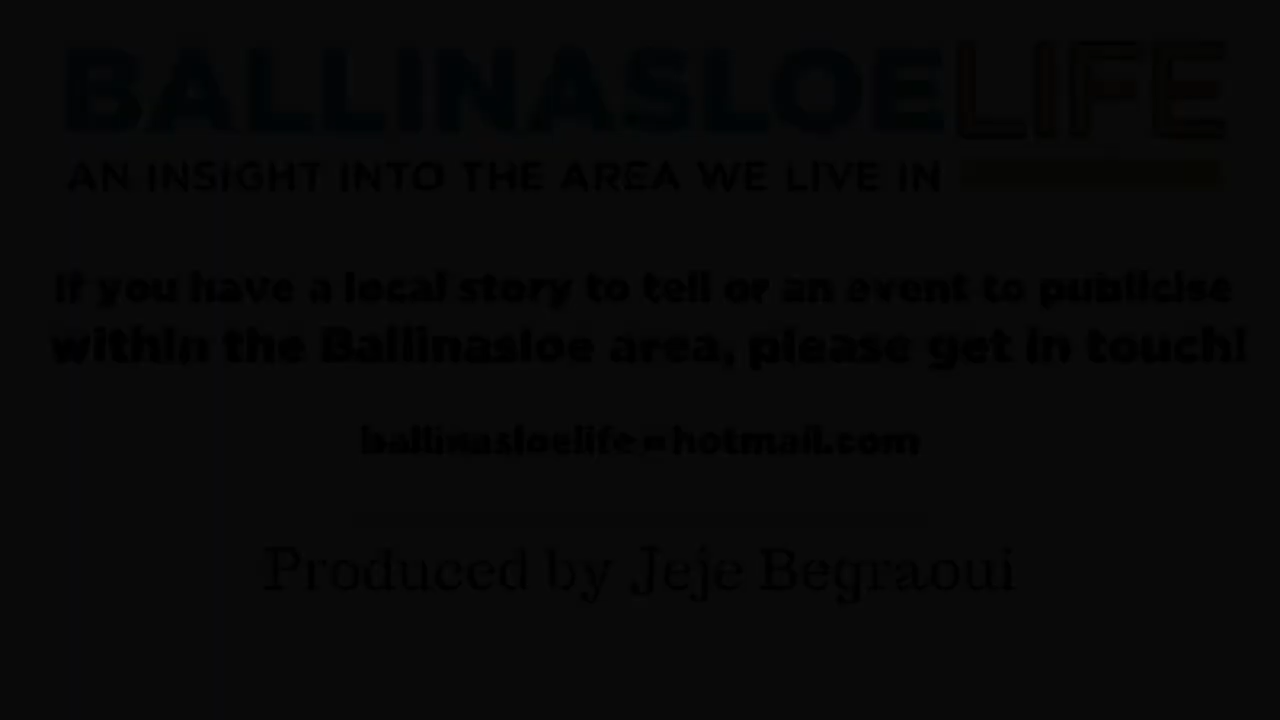 BALLINASLOELIFE
AN INSIGHT INTO THE AREA WE LIVE IN
If you have a local story to tell or an event to publicise
within the Ballinasloe area, please get in touch!
ballinasloelife@hotmail.com
Produced by Jeje Begraoui